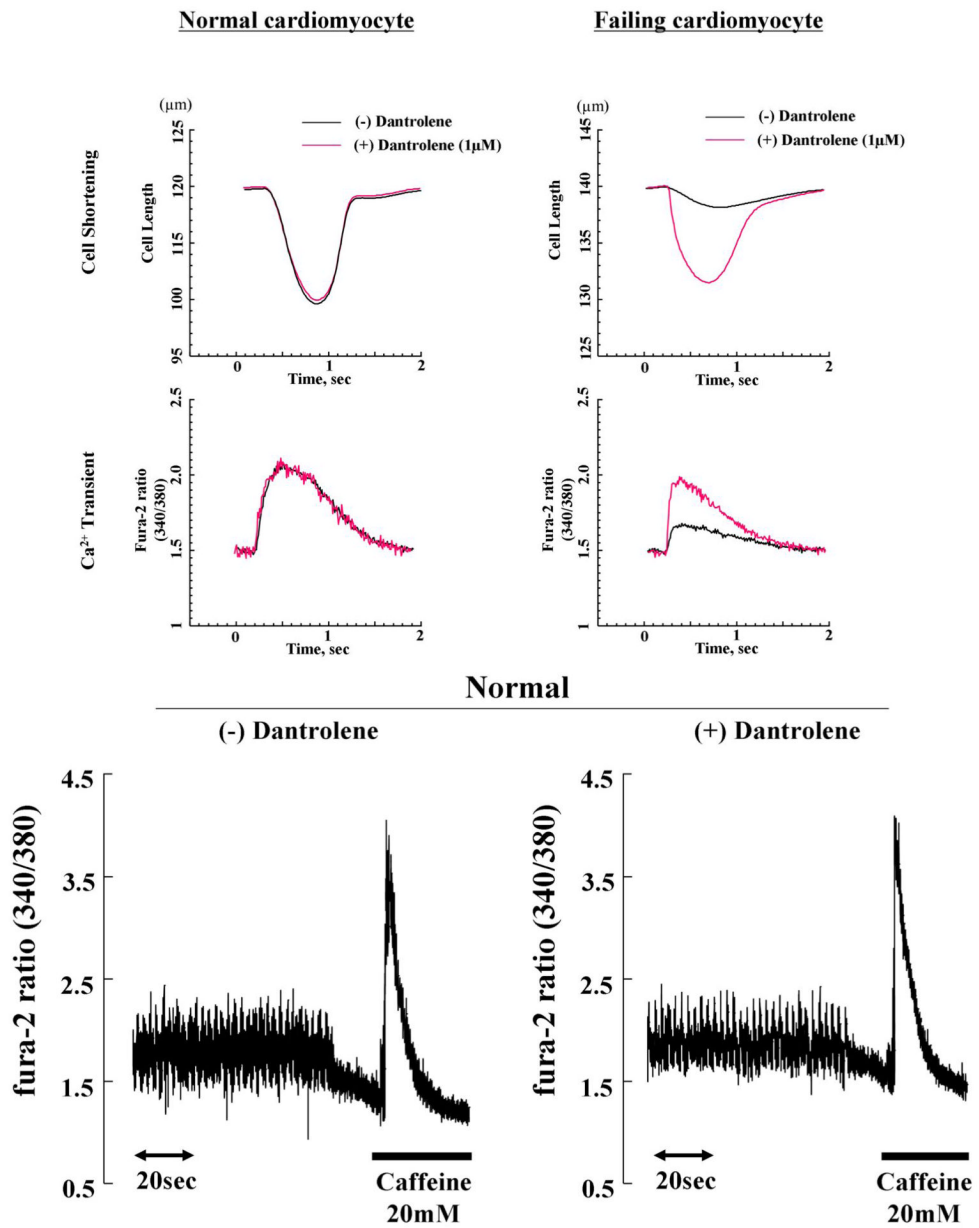 Normal cardiomyocyte
Failing cardiomyocyte
Cell Shortening
(μm)
Cell Length
125
120
115
110
100
95
(-) Dantrolene
(+) Dantrolene (1μM)
0
1
2
Time, sec
(μm)
Cell Length
145
140
135
130
125
(-) Dantrolene
(+) Dantrolene (1μM)
0
1
2
Time, sec
Ca²⁺ Transient
Fura-2 ratio
(340/380)
2.5
2.0
1.5
1
0
1
2
Time, sec
Fura-2 ratio
(340/380)
2.5
2.0
1.5
1
0
1
2
Time, sec
Normal
(-) Dantrolene
(+) Dantrolene
fura-2 ratio (340/380)
4.5
3.5
2.5
1.5
0.5
20sec
Caffeine
20mM
fura-2 ratio (340/380)
4.5
3.5
2.5
1.5
0.5
20sec
Caffeine
20mM